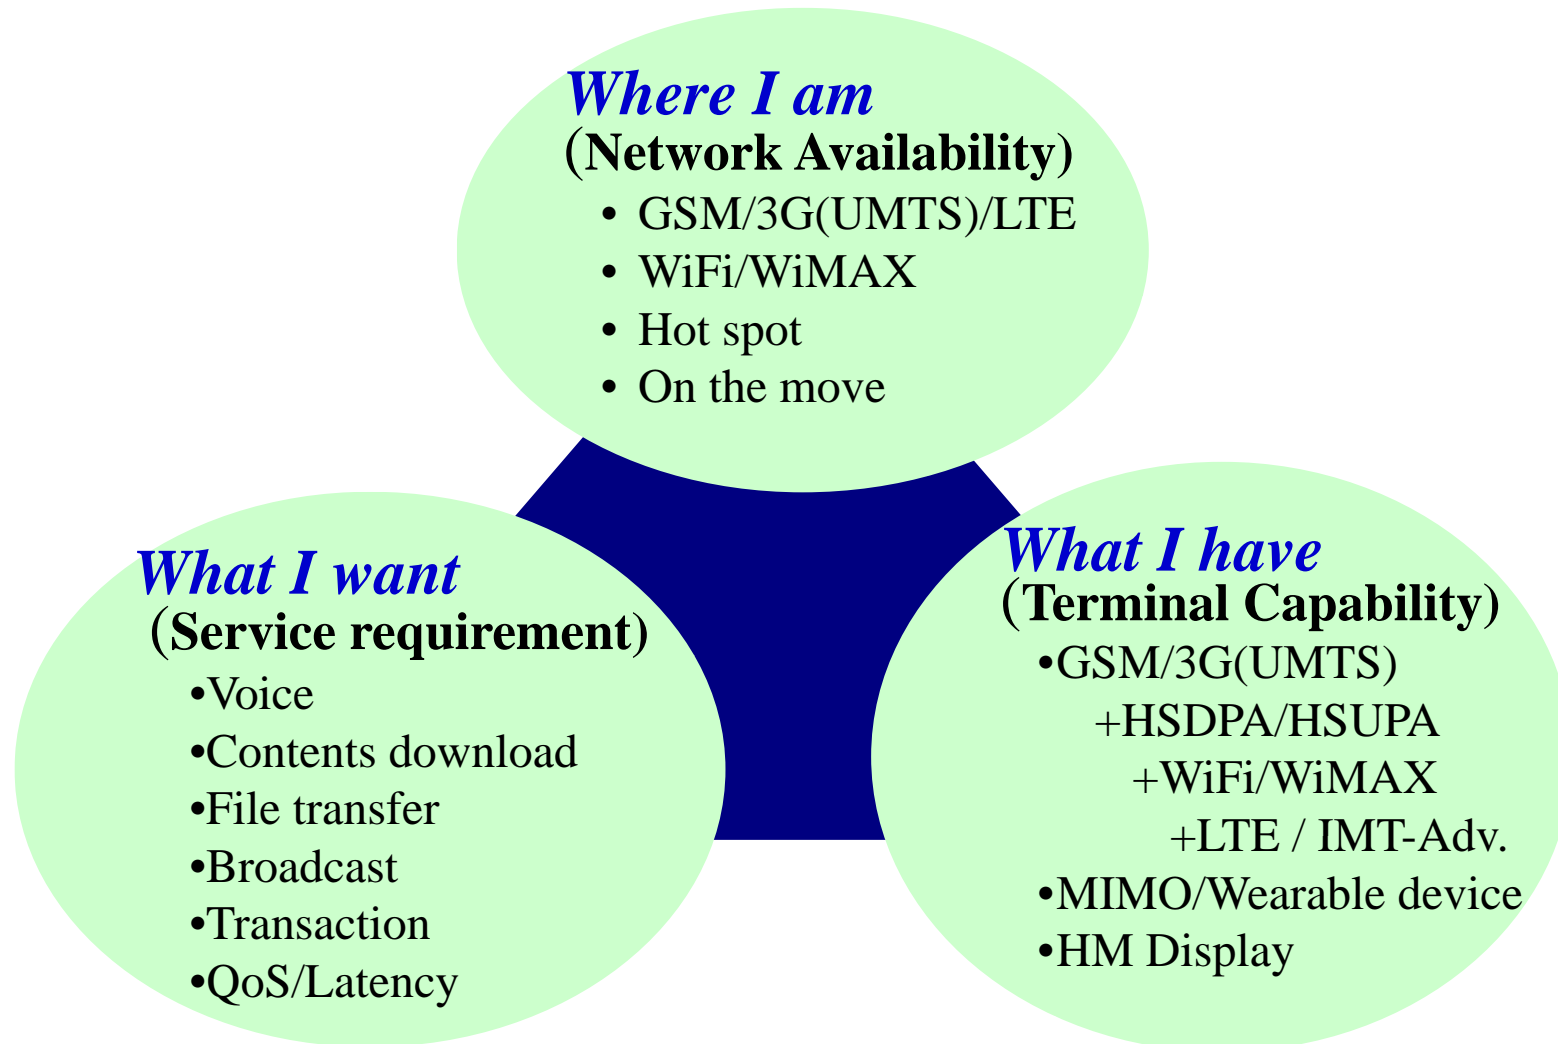 Where I am
(Network Availability)
• GSM/3G(UMTS)/LTE
• WiFi/WiMAX
• Hot spot
• On the move
What I want
(Service requirement)
•Voice
•Contents download
•File transfer
•Broadcast
•Transaction
•QoS/Latency
What I have
(Terminal Capability)
•GSM/3G(UMTS)
+HSDPA/HSUPA
+WiFi/WiMAX
+LTE / IMT-Adv.
•MIMO/Wearable device
•HM Display